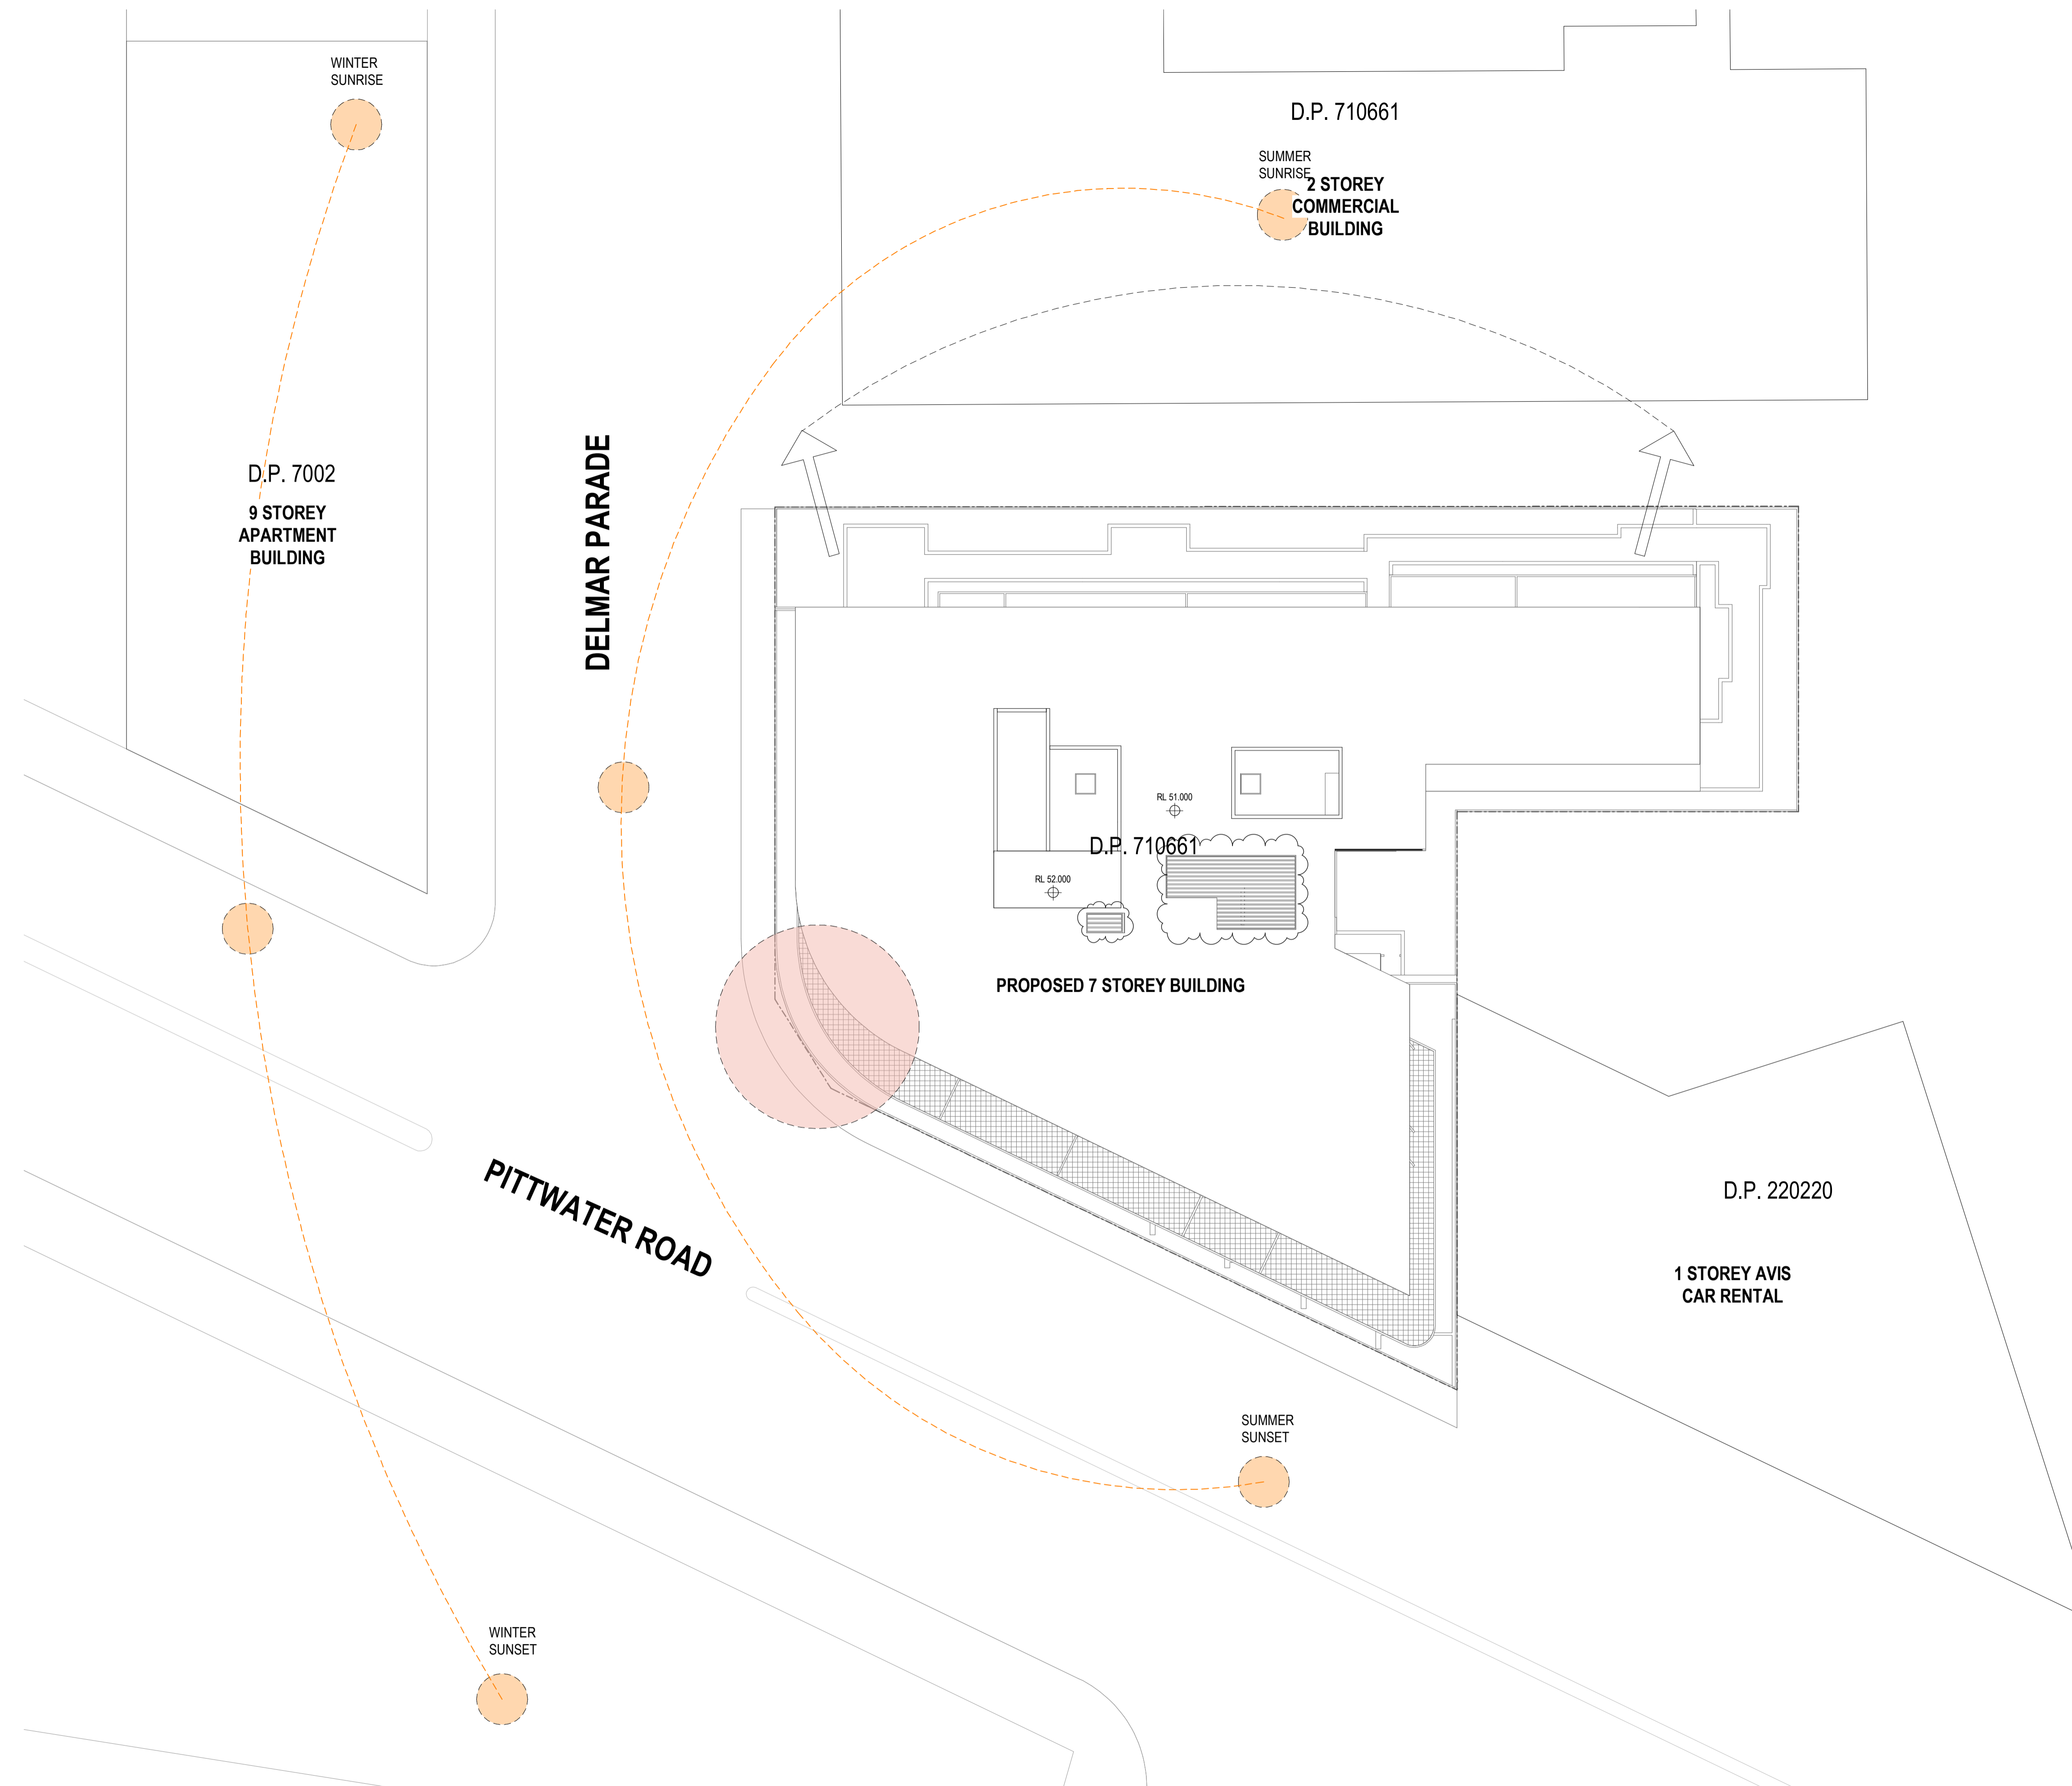 WINTER
SUNRISE
D.P. 710661
SUMMER
SUNRISE
2 STOREY
COMMERCIAL
BUILDING
D.P. 7002
9 STOREY
APARTMENT
BUILDING
DELMAR PARADE
RL 51.000
D.P. 710661
RL 52.000
PROPOSED 7 STOREY BUILDING
PITTWATER ROAD
D.P. 220220
1 STOREY AVIS
CAR RENTAL
SUMMER
SUNSET
WINTER
SUNSET